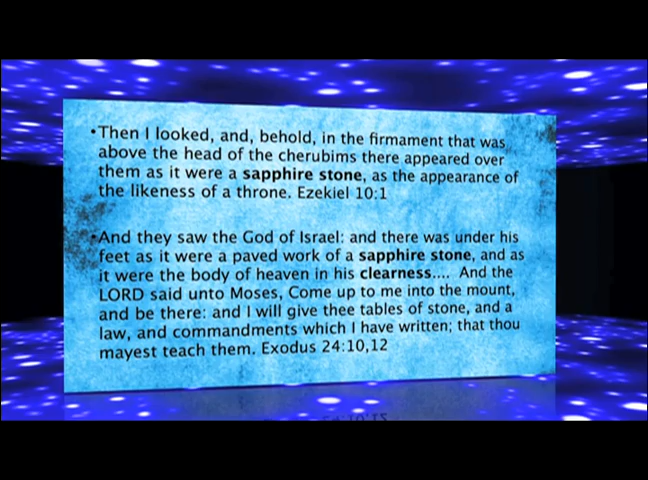 •Then I looked, and, behold, in the firmament that was
above the head of the cherubims there appeared over
them as it were a sapphire stone, as the appearance of
the likeness of a throne. Ezekiel 10:1
•And they saw the God of Israel: and there was under his
feet as it were a paved work of a sapphire stone, and as
it were the body of heaven in his clearness.... And the
LORD said unto Moses, Come up to me into the mount,
and be there: and I will give thee tables of stone, and a
law, and commandments which I have written; that thou
mayest teach them. Exodus 24:10,12